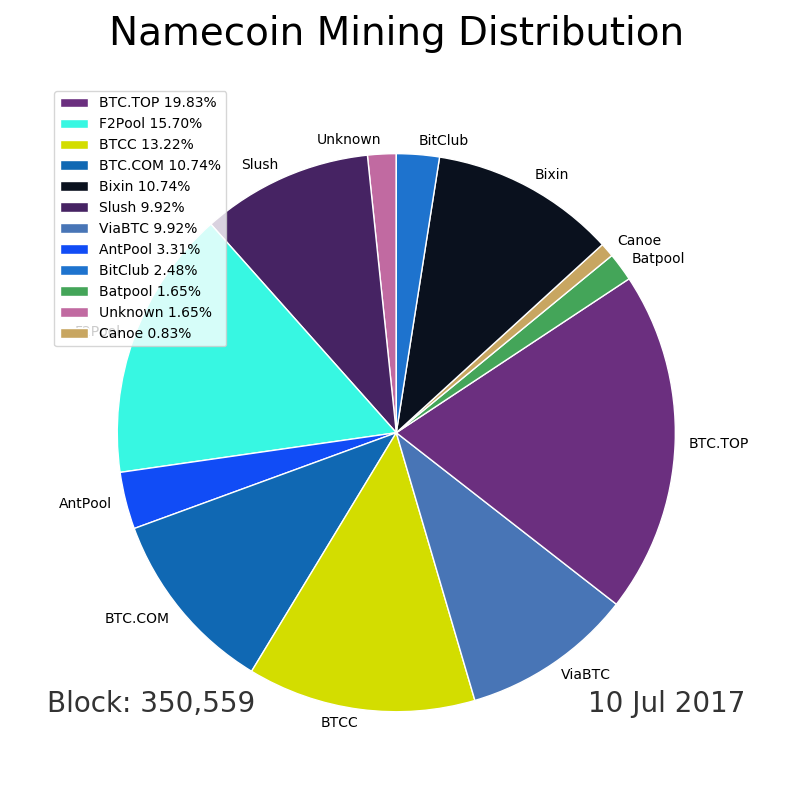 Namecoin Mining Distribution
BTC.TOP 19.83%
F2Pool 15.70%
BTCC 13.22%
BTC.COM 10.74%
Bixin 10.74%
Slush 9.92%
ViaBTC 9.92%
AntPool 3.31%
BitClub 2.48%
Batpool 1.65%
Unknown 1.65%
Canoe 0.83%
Unknown
BitClub
Slush
Bixin
Canoe
Batpool
F2Pool
BTC.TOP
AntPool
BTC.COM
ViaBTC
BTCC
Block: 350,559
10 Jul 2017